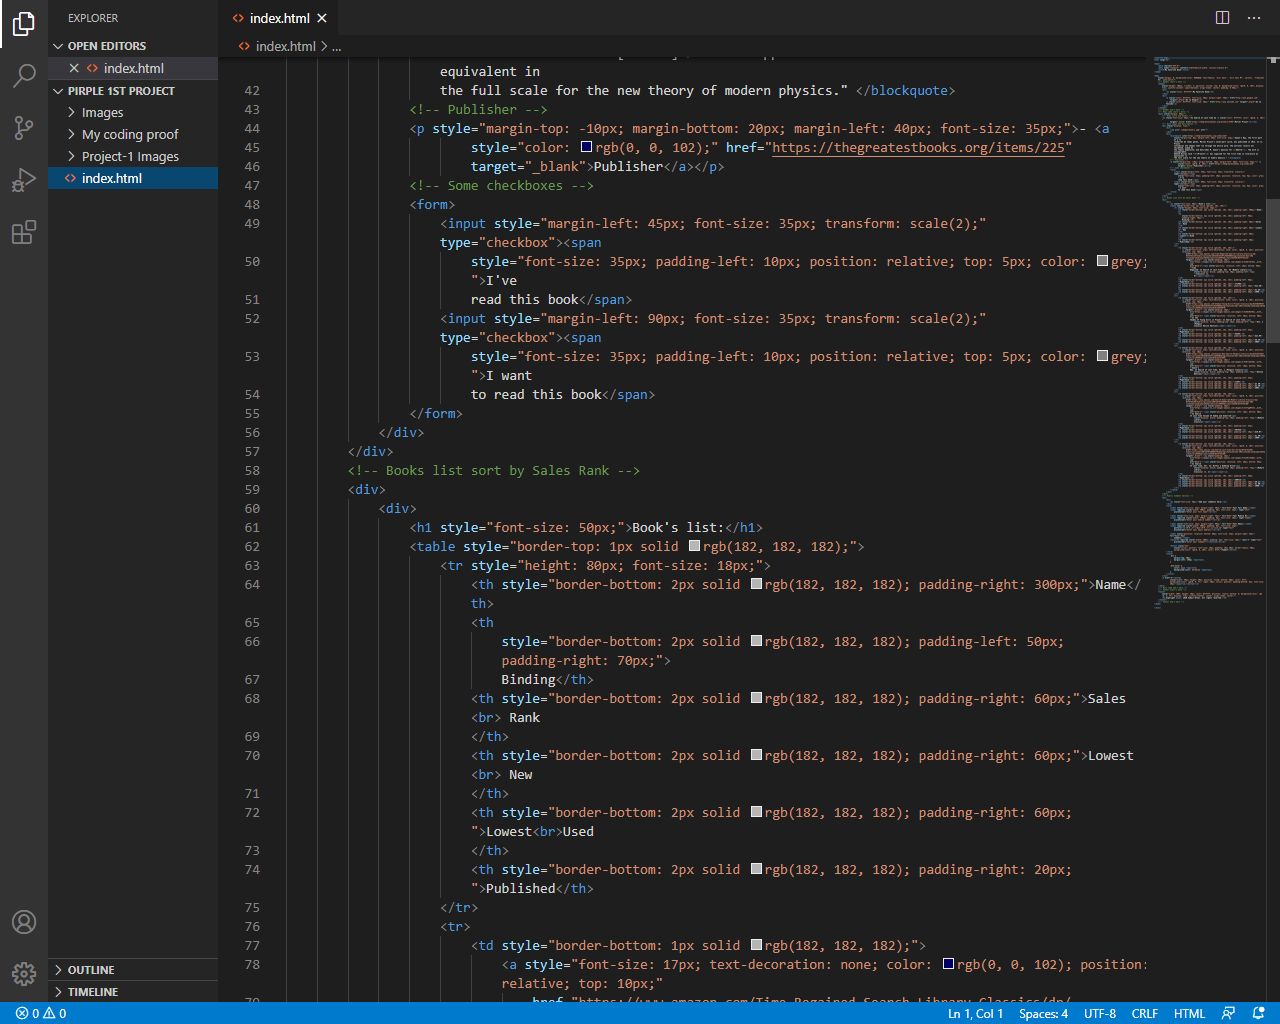 EXPLORER
OPEN EDITORS
index.html
PIRPLE 1ST PROJECT
Images
My coding proof
Project-1 Images
index.html
OUTLINE
TIMELINE
index.html
index.html > ...
equivalent in
42 the full scale for the new theory of modern physics." </blockquote>
43 <!-- Publisher -->
44 <p style="margin-top: -10px; margin-bottom: 20px; margin-left: 40px; font-size: 35px;">- <a
45 style="color: rgb(0, 0, 102);" href="https://thegreatestbooks.org/items/225"
46 target="_blank">Publisher</a></p>
47 <!-- Some checkboxes -->
48 <form>
49 <input style="margin-left: 45px; font-size: 35px; transform: scale(2);"
type="checkbox"><span
50 style="font-size: 35px; padding-left: 10px; position: relative; top: 5px; color: grey;
">I've
51 read this book</span>
52 <input style="margin-left: 90px; font-size: 35px; transform: scale(2);"
type="checkbox"><span
53 style="font-size: 35px; padding-left: 10px; position: relative; top: 5px; color: grey;
">I want
54 to read this book</span>
55 </form>
56 </div>
57 </div>
58 <!-- Books list sort by Sales Rank -->
59 <div>
60 <div>
61 <h1 style="font-size: 50px;">Book's list:</h1>
62 <table style="border-top: 1px solid rgb(182, 182, 182);">
63 <tr style="height: 80px; font-size: 18px;">
64 <th style="border-bottom: 2px solid rgb(182, 182, 182); padding-right: 300px;">Name</
th>
65 <th
66 style="border-bottom: 2px solid rgb(182, 182, 182); padding-left: 50px;
padding-right: 70px;">
67 Binding</th>
68 <th style="border-bottom: 2px solid rgb(182, 182, 182); padding-right: 60px;">Sales
<br> Rank
69 </th>
70 <th style="border-bottom: 2px solid rgb(182, 182, 182); padding-right: 60px;">Lowest
<br> New
71 </th>
72 <th style="border-bottom: 2px solid rgb(182, 182, 182); padding-right: 60px;
">Lowest<br>Used
73 </th>
74 <th style="border-bottom: 2px solid rgb(182, 182, 182); padding-right: 20px;
">Published</th>
75 </tr>
76 <tr>
77 <td style="border-bottom: 1px solid rgb(182, 182, 182);">
78 <a style="font-size: 17px; text-decoration: none; color: rgb(0, 0, 102); position:
relative; top: 10px;"
79 href="https://www.amazon.com/Time-Regained-Search-Library-Classics/dp/
0 0 Ln 1, Col 1 Spaces: 4 UTF-8 CRLF HTML